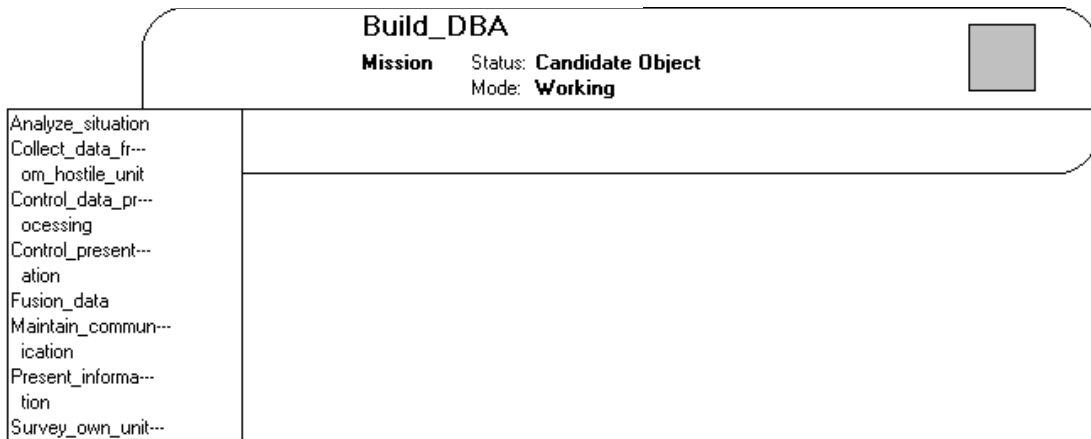 Build_DBA
Mission Status: Candidate Object
Mode: Working
Analyze_situation
Collect_data_fr---
om_hostile_unit
Control_data_pr---
ocessing
Control_present---
ation
Fusion_data
Maintain_commun---
ication
Present_informa---
tion
Survey_own_unit---